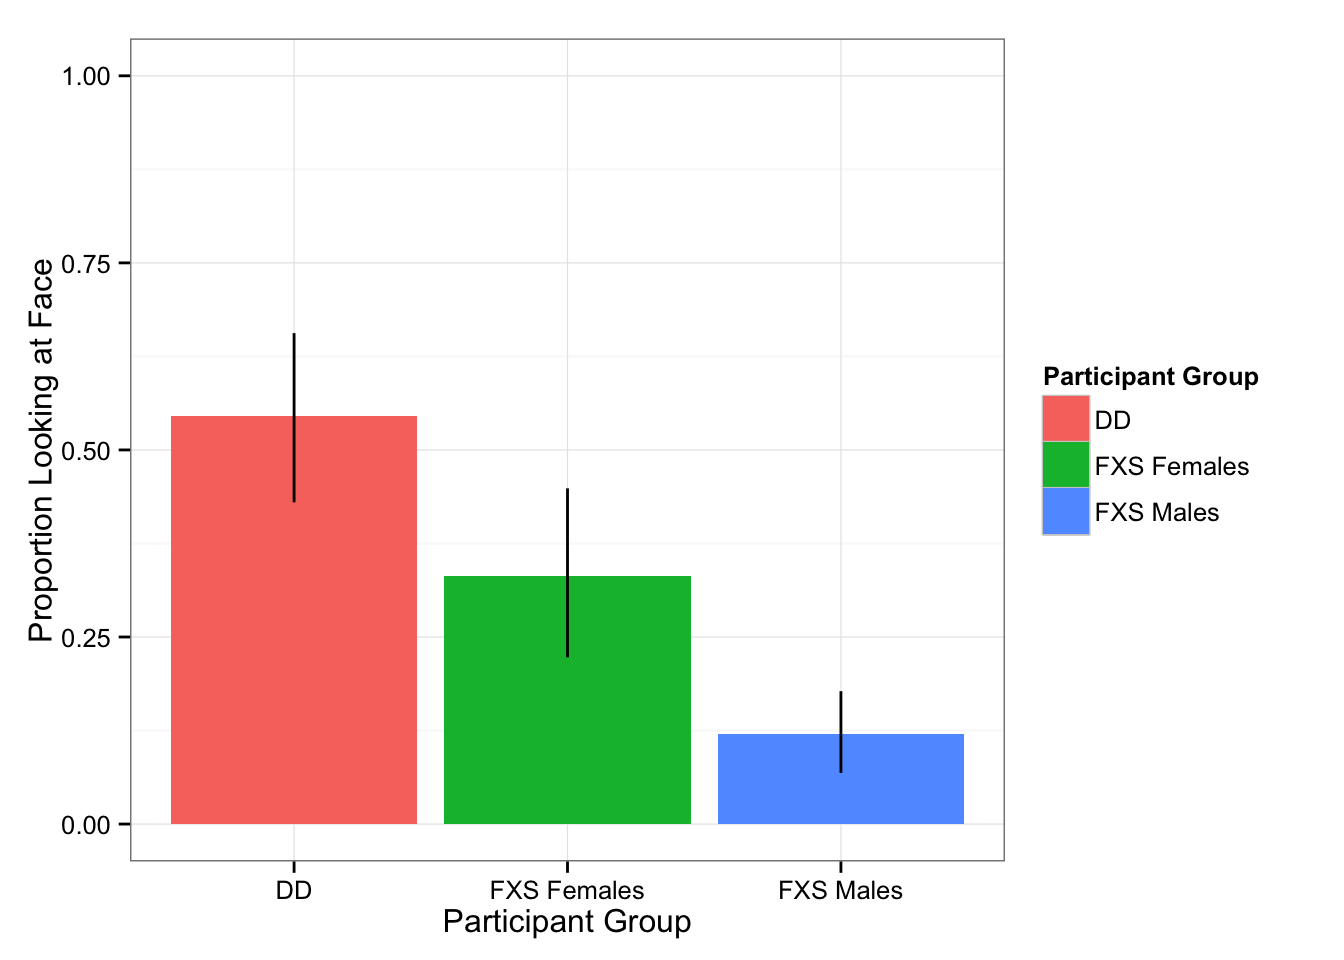 1.00
0.75
0.50
0.25
0.00
Proportion Looking at Face
DD
FXS Females
FXS Males
Participant Group
Participant Group
DD
FXS Females
FXS Males